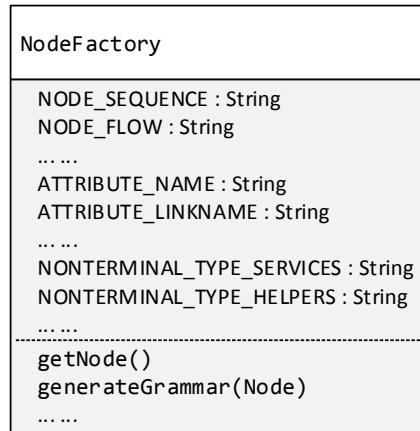 NodeFactory
NODE_SEQUENCE : String
NODE_FLOW : String
... ...
ATTRIBUTE_NAME : String
ATTRIBUTE_LINKNAME : String
... ...
NONTERMINAL_TYPE_SERVICES : String
NONTERMINAL_TYPE_HELPERS : String
... ...
getNode()
generateGrammar(Node)
... ...